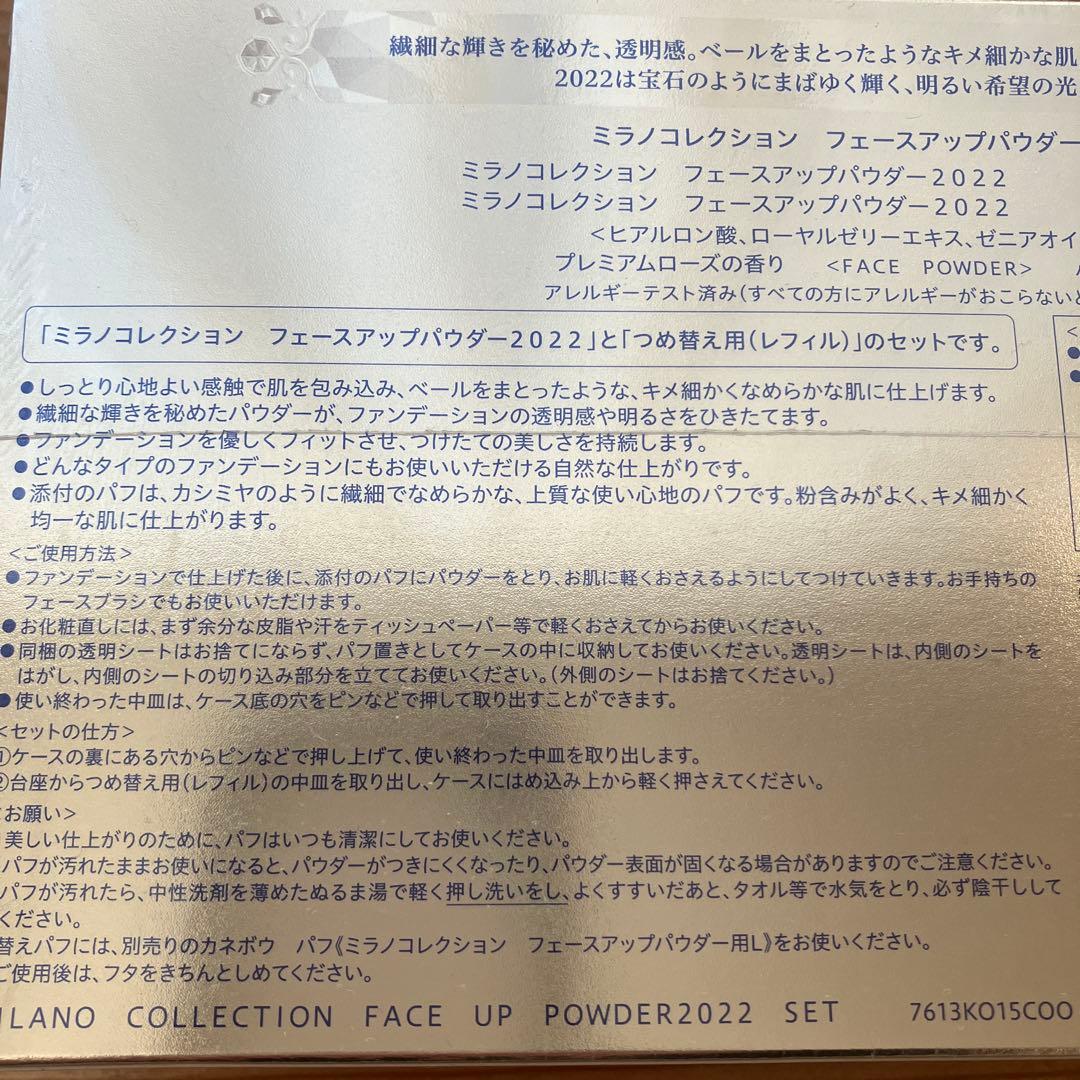 繊細な輝きを秘めた、透明感。ベールをまとったようなキメ細かな肌
2022は宝石のようにまばゆく輝く、明るい希望の光
ミラノコレクション　フェースアップパウダー
ミラノコレクション　フェースアップパウダー２０２２
ミラノコレクション　フェースアップパウダー２０２２
＜ヒアルロン酸、ローヤルゼリーエキス、ゼニアオイ
プレミアムローズの香り　＜FACE　POWDER＞
アレルギーテスト済み（すべての方にアレルギーがおこらないと
「ミラノコレクション　フェースアップパウダー２０２２」と「つめ替え用（レフィル）」のセットです。
●しっとり心地よい感触で肌を包み込み、ベールをまとったような、キメ細かくなめらかな肌に仕上げます。
●繊細な輝きを秘めたパウダーが、ファンデーションの透明感や明るさをひきたてます。
●ファンデーションを優しくフィットさせ、つけたての美しさを持続します。
●どんなタイプのファンデーションにもお使いいただける自然な仕上がりです。
●添付のパフは、カシミヤのように繊細でなめらかな、上質な使い心地のパフです。粉含みがよく、キメ細かく
均一な肌に仕上がります。
＜ご使用方法＞
●ファンデーションで仕上げた後に、添付のパフにパウダーをとり、お肌に軽くおさえるようにしてつけていきます。お手持ちの
フェースブラシでもお使いいただけます。
●お化粧直しには、まず余分な皮脂や汗をティッシュペーパー等で軽くおさえてからお使いください。
●同梱の透明シートはお捨てにならず、パフ置きとしてケースの中に収納してお使いください。透明シートは、内側のシートを
はがし、内側のシートの切り込み部分を立ててお使いください。（外側のシートはお捨てください。）
●使い終わった中皿は、ケース底の穴をピンなどで押して取り出すことができます。
＜セットの仕方＞
①ケースの裏にある穴からピンなどで押し上げて、使い終わった中皿を取り出します。
②台座からつめ替え用（レフィル）の中皿を取り出し、ケースにはめ込み上から軽く押さえてください。
お願い＞
美しい仕上がりのために、パフはいつも清潔にしてお使いください。
パフが汚れたままお使いになると、パウダーがつきにくくなったり、パウダー表面が固くなる場合がありますのでご注意ください。
パフが汚れたら、中性洗剤を薄めたぬるま湯で軽く押し洗いをし、よくすすいだあと、タオル等で水気をとり、必ず陰干しして
ください。
替えパフには、別売りのカネボウ　パフ《ミラノコレクション　フェースアップパウダー用L》をお使いください。
ご使用後は、フタをきちんとしめてください。
ILANO　COLLECTION　FACE　UP　POWDER2022　SET　7613KO15COO